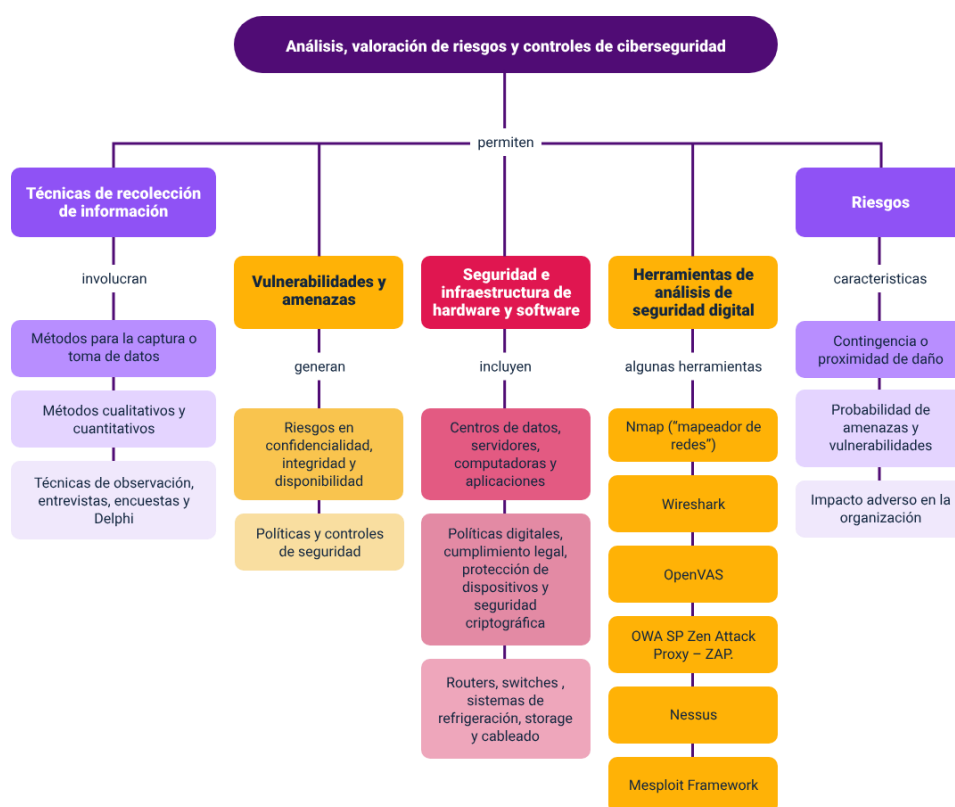 Análisis, valoración de riesgos y controles de ciberseguridad
permiten
Técnicas de recolección
de información
involucran
Métodos para la captura o
toma de datos
Métodos cualitativos y
cuantitativos
Técnicas de observación,
entrevistas, encuestas y
Delphi
Vulnerabilidades y
amenazas
generan
Riesgos en
confidencialidad,
integridad y
disponibilidad
Políticas y controles
de seguridad
Seguridad e
infraestructura de
hardware y software
incluyen
Centros de datos,
servidores,
computadoras y
aplicaciones
Políticas digitales,
cumplimiento legal,
protección de
dispositivos y
seguridad
criptográfica
Routers, switches ,
sistemas de
refrigeración, storage
y cableado
Herramientas de
análisis de
seguridad digital
algunas herramientas
Nmap (“mapeador de
redes”)
Wireshark
OpenVAS
OWA SP Zen Attack
Proxy – ZAP.
Nessus
Mesploit Framework
Riesgos
caracteristicas
Contingencia o
proximidad de daño
Probabilidad de
amenazas y
vulnerabilidades
Impacto adverso en la
organización